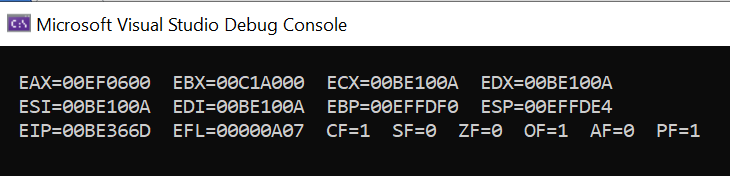 C:\ Microsoft Visual Studio Debug Console
EAX=00EF0600  EBX=00C1A000  ECX=00BE100A  EDX=00BE100A
ESI=00BE100A  EDI=00BE100A  EBP=00EFFDF0  ESP=00EFFDE4
EIP=00BE366D  EFL=00000A07  CF=1  SF=0  ZF=0  OF=1  AF=0  PF=1